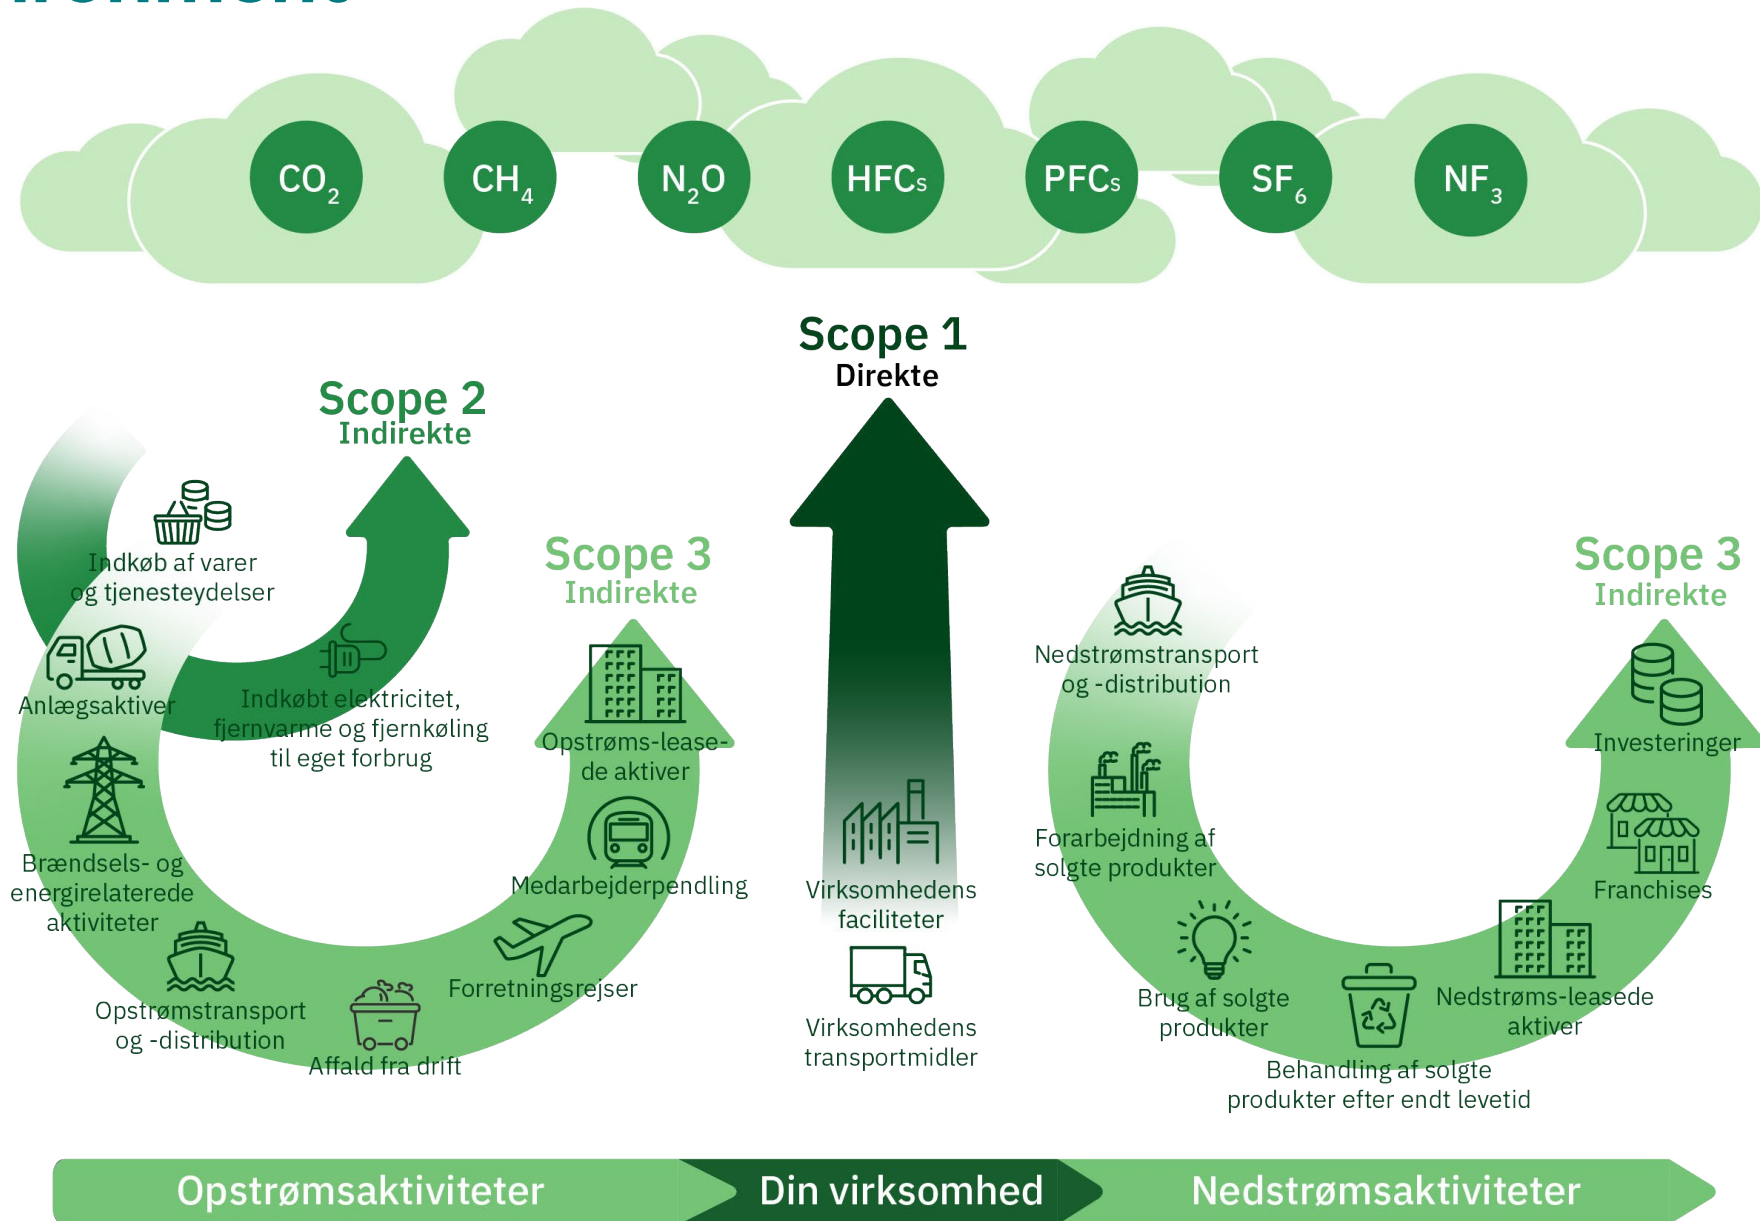 CO2
CH4
N2O
HFCs
PFCs
SF6
NF3
Scope 1
Direkte
Scope 2
Indirekte
Indkøb af varer
og tjenesteydelser
Anlægsaktiver
Indkøbt elektricitet,
fjernvarme og fjernkøling
til eget forbrug
Brændsels- og
energirelaterede
aktiviteter
Opstrømstransport
og -distribution
Affald fra drift
Forretningsrejser
Medarbejderpendling
Opstrøms-lease-
de aktiver
Scope 3
Indirekte
Virksomhedens
faciliteter
Virksomhedens
transportmidler
Nedstrømstransport
og -distribution
Forarbejdning af
solgte produkter
Brug af solgte
produkter
Behandling af solgte
produkter efter endt levetid
Nedstrøms-leasede
aktiver
Franchises
Investeringer
Scope 3
Indirekte
Opstrømsaktiviteter
Din virksomhed
Nedstrømsaktiviteter